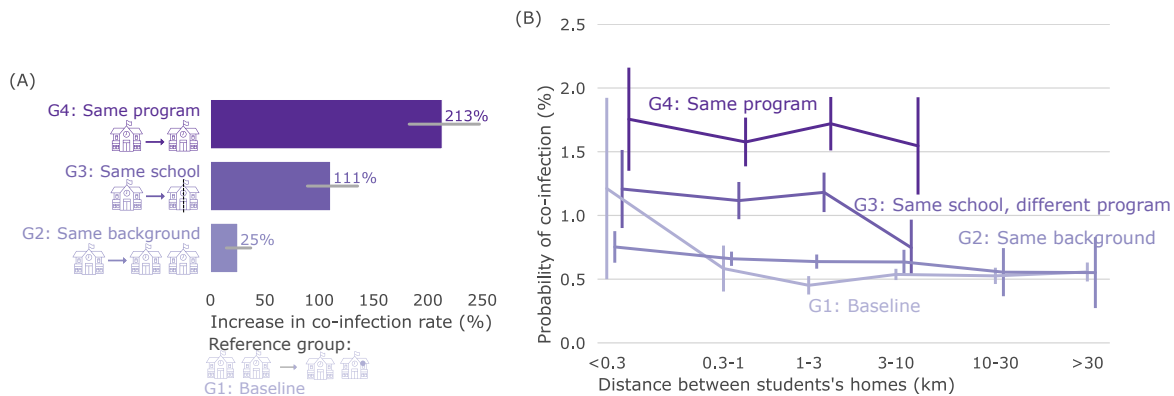 (A)
G4: Same program
213%
G3: Same school
111%
G2: Same background
25%
0 50 100 150 200 250
Increase in co-infection rate (%)
Reference group:
G1: Baseline
(B)
Probability of co-infection (%)
2.5
2.0
1.5
1.0
0.5
0.0
G4: Same program
G3: Same school, different program
G2: Same background
G1: Baseline
<0.3 0.3-1 1-3 3-10 10-30 >30
Distance between students's homes (km)